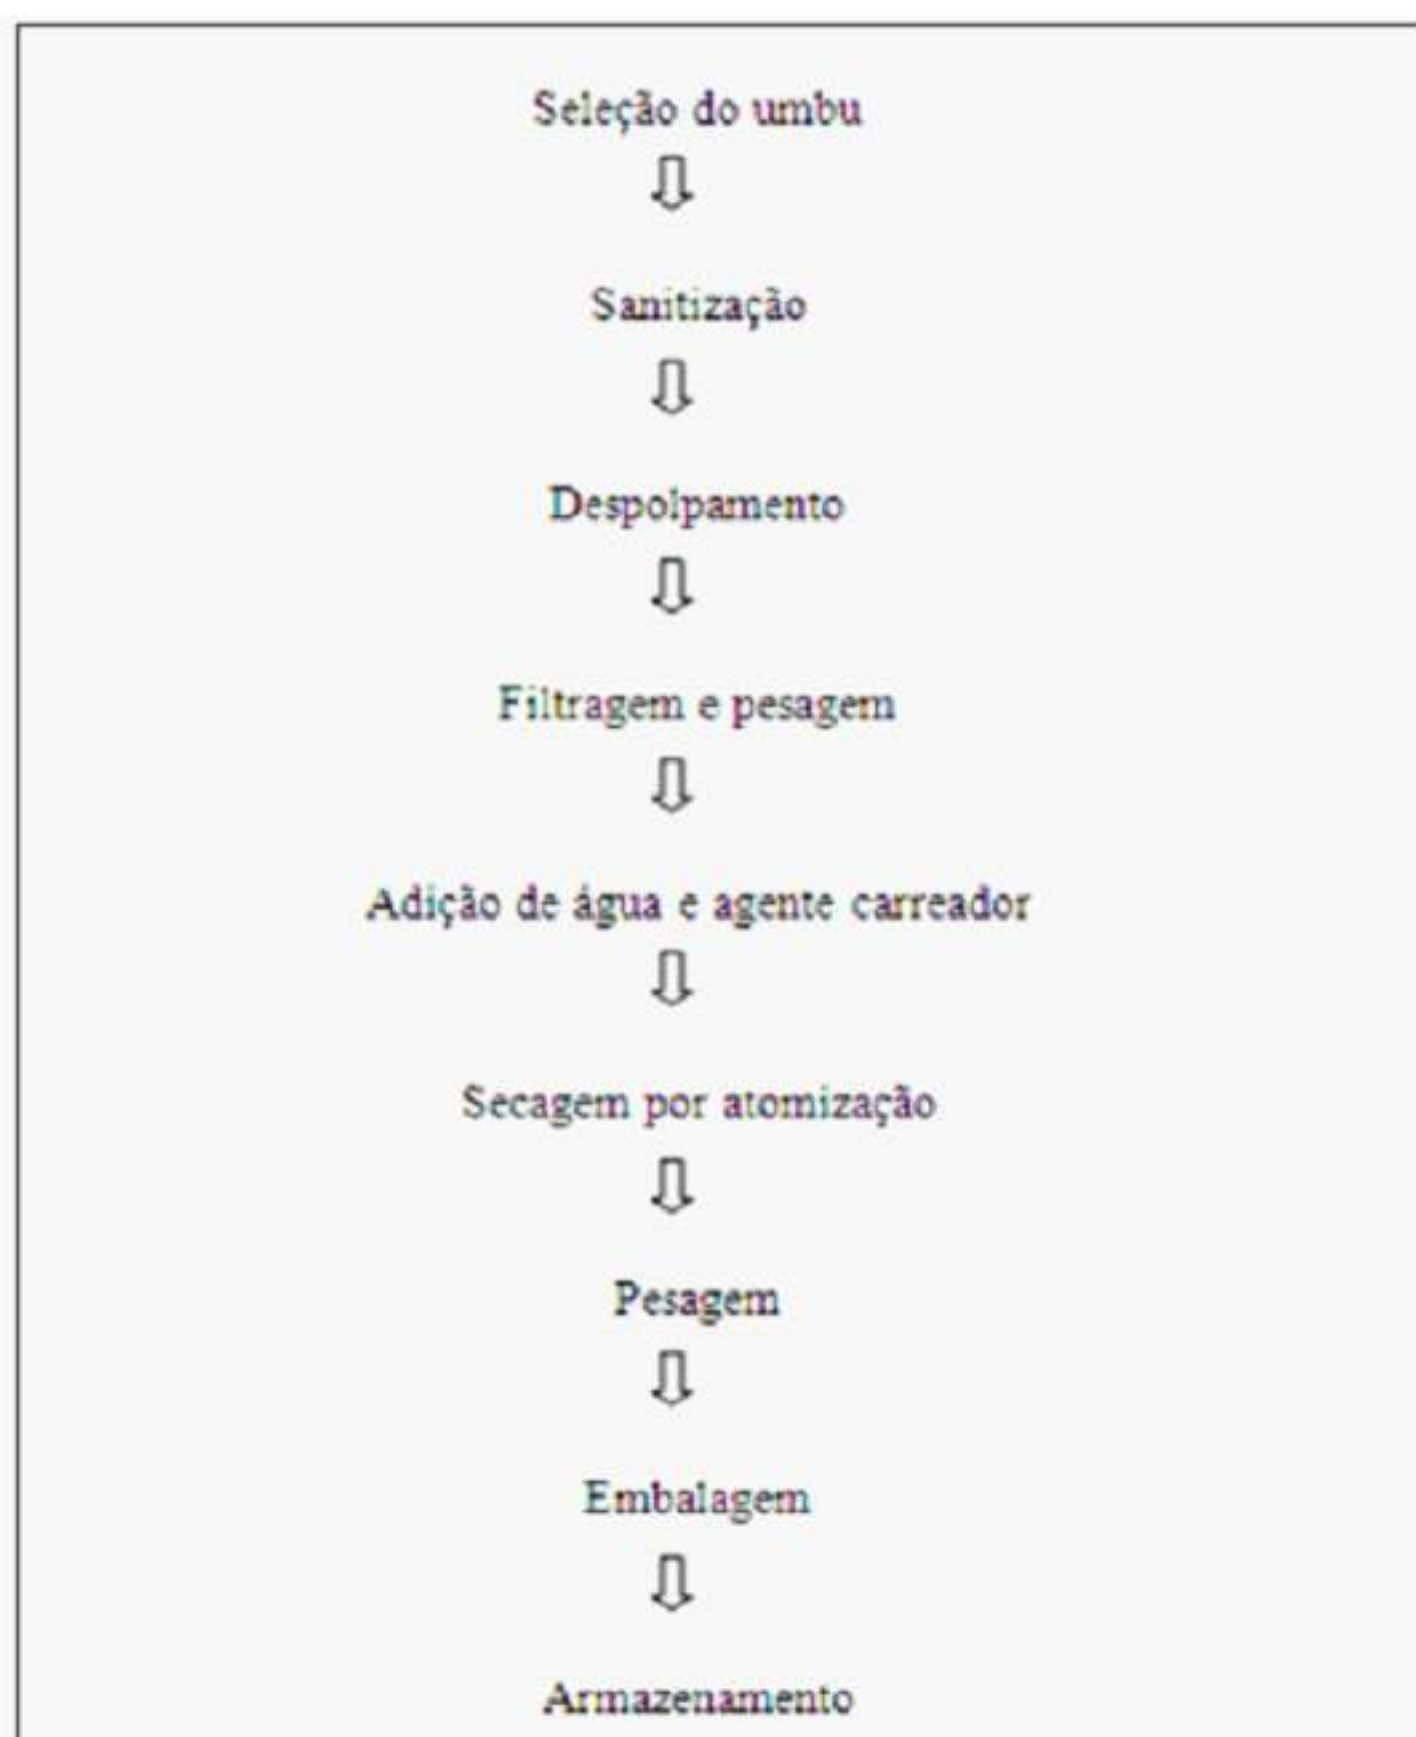 Seleção do umbu
Sanitização
Despolpamento
Filtragem e pesagem
Adição de água e agente carreador
Secagem por atomização
Pesagem
Embalagem
Armazenamento